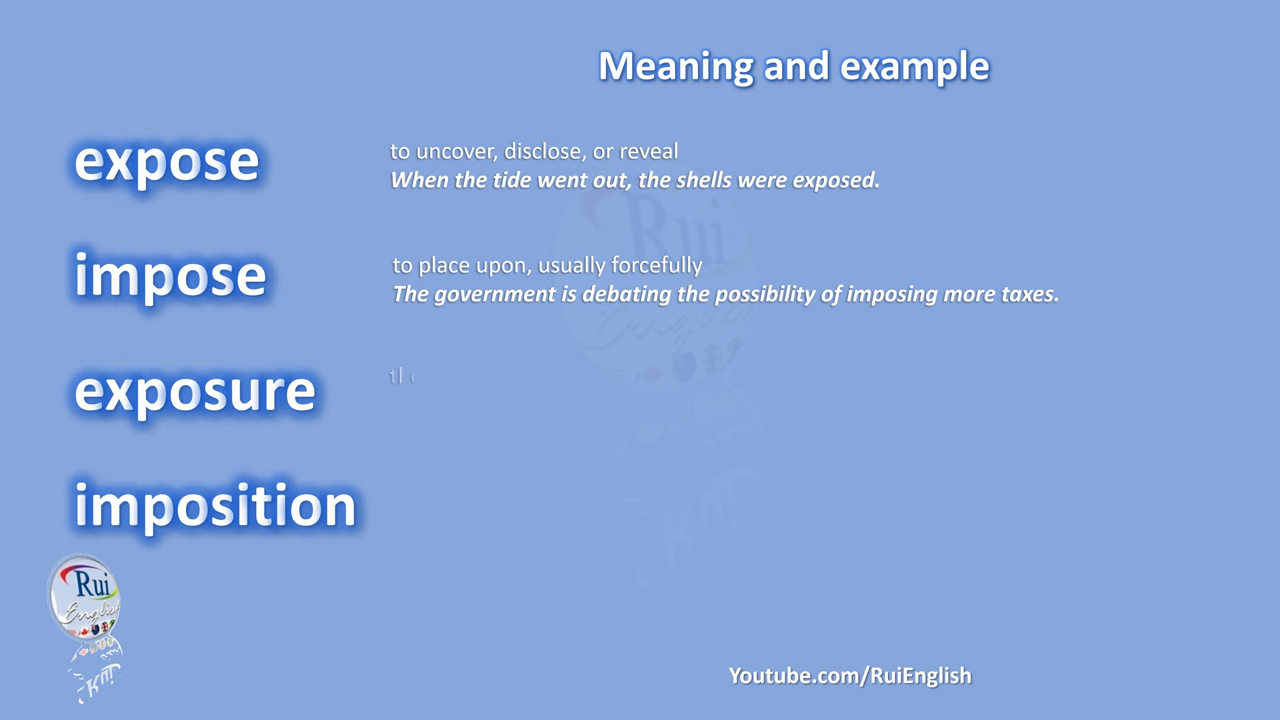 Meaning and example
expose
to uncover, disclose, or reveal
When the tide went out, the shells were exposed.
impose
to place upon, usually forcefully
The government is debating the possibility of imposing more taxes.
exposure
imposition
Rui
English
Youtube.com/RuiEnglish